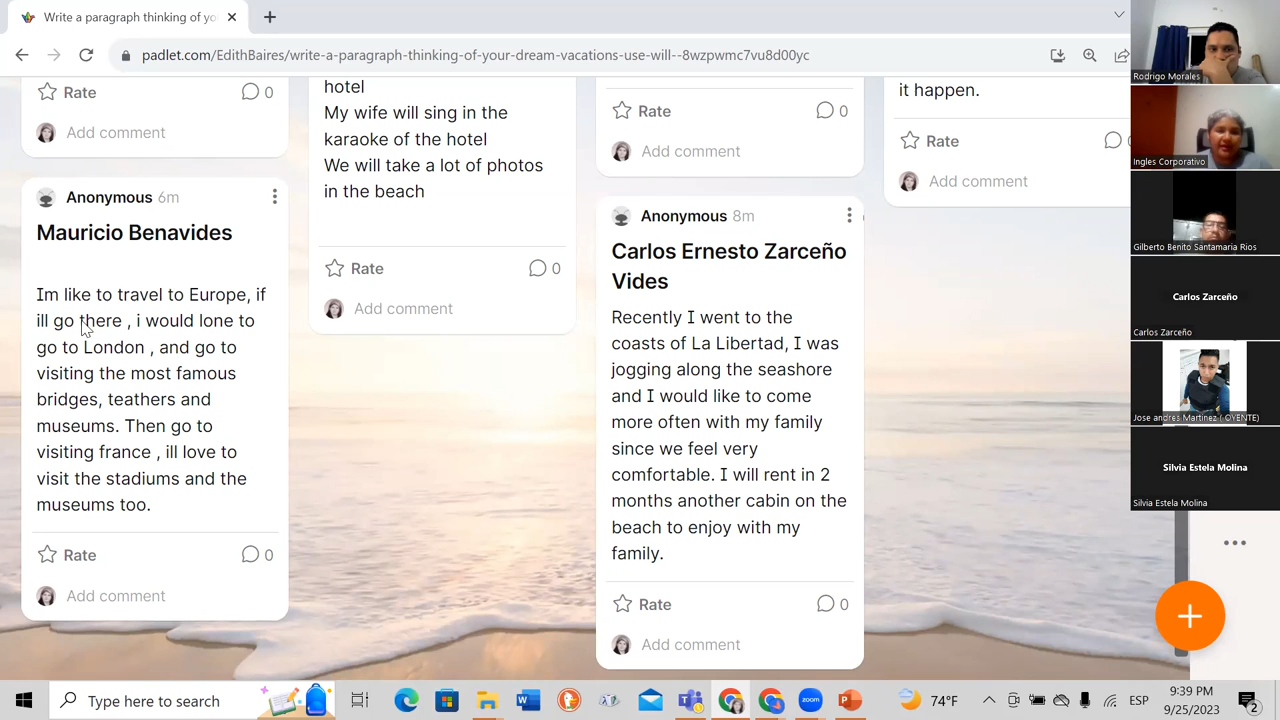 Write a paragraph thinking of yo
padlet.com/EdithBaires/write-a-paragraph-thinking-of-your-dream-vacations-use-will--8wzpwmc7vu8d00yc
Rate 0
Add comment
Anonymous 6m
Mauricio Benavides
Im like to travel to Europe, if
ill go there , i would lone to
go to London , and go to
visiting the most famous
bridges, teathers and
museums. Then go to
visiting france , ill love to
visit the stadiums and the
museums too.
Rate 0
Add comment
hotel
My wife will sing in the
karaoke of the hotel
We will take a lot of photos
in the beach
Rate 0
Add comment
Rate 0
Add comment
Anonymous 8m
Carlos Ernesto Zarceño
Vides
Recently I went to the
coasts of La Libertad, I was
jogging along the seashore
and I would like to come
more often with my family
since we feel very
comfortable. I will rent in 2
months another cabin on the
beach to enjoy with my
family.
Rate 0
Add comment
it happen.
Rate
Add comment
Rodrigo Morales
Ingles Corporativo
Gilberto Benito Santamaria Rios
Carlos Zarceño
Carlos Zarceño
Jose andres Martinez ( OYENTE)
Silvia Estela Molina
Silvia Estela Molina
Type here to search
zoom
74°F
ESP
9:39 PM
9/25/2023
2